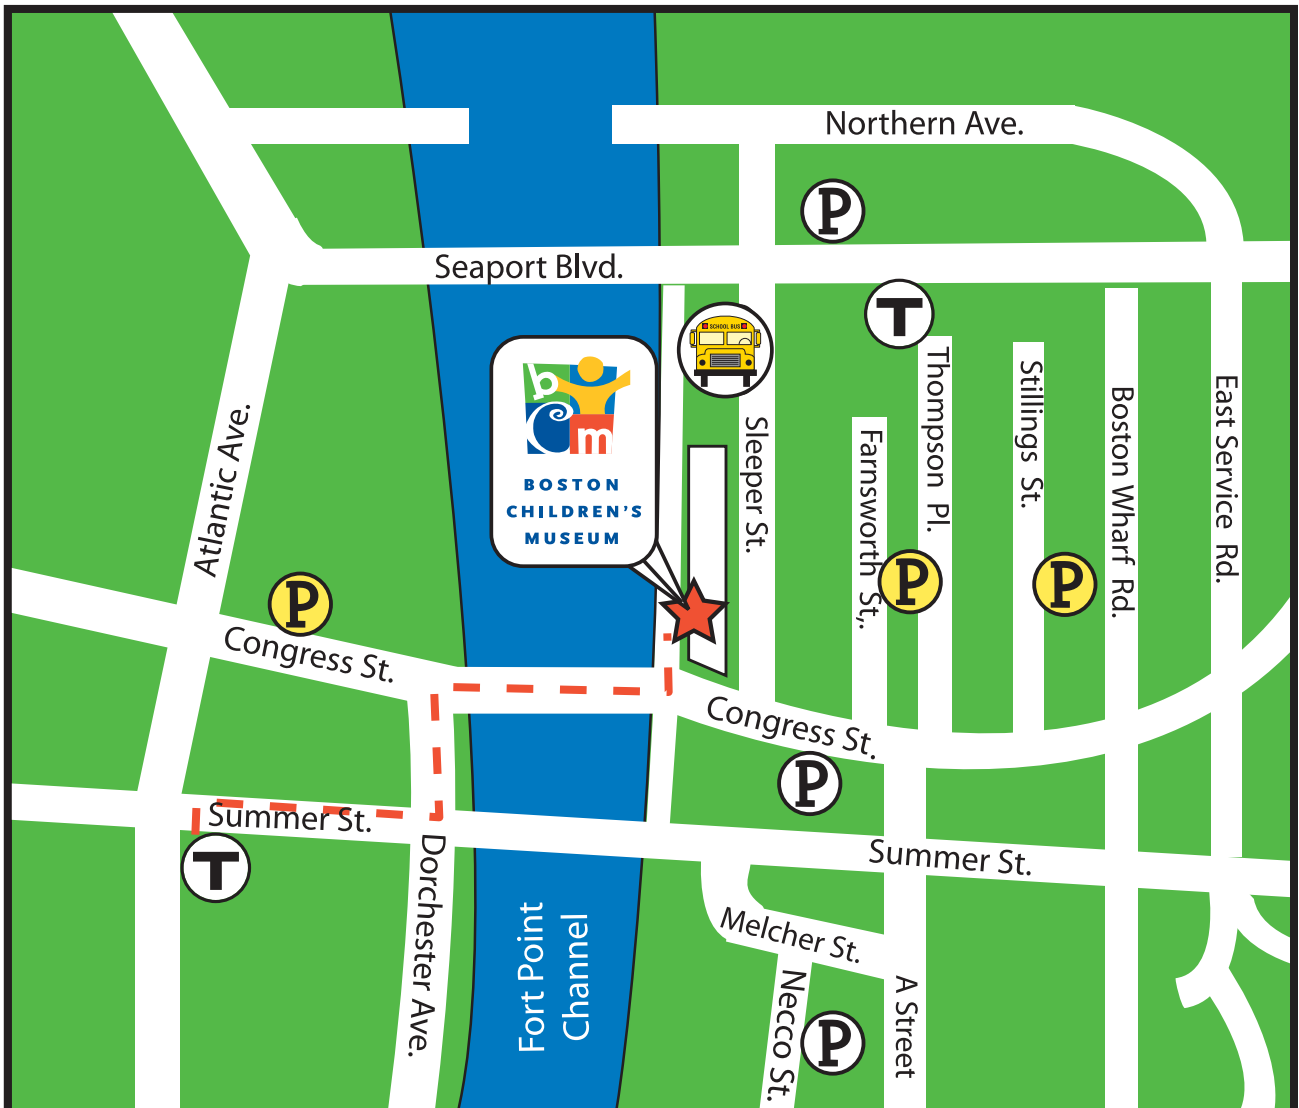 Northern Ave.
P
Seaport Blvd.
T
SCHOOL BUS
b
C
m
BOSTON
CHILDREN'S
MUSEUM
Atlantic Ave.
Sleeper St.
Farnsworth St,.
Thompson Pl.
Stillings St.
Boston Wharf Rd.
East Service Rd.
P
P
P
Congress St.
Congress St.
P
Summer St.
T
Summer St.
Dorchester Ave.
Fort Point
Channel
Melcher St.
Necco St.
P
A Street